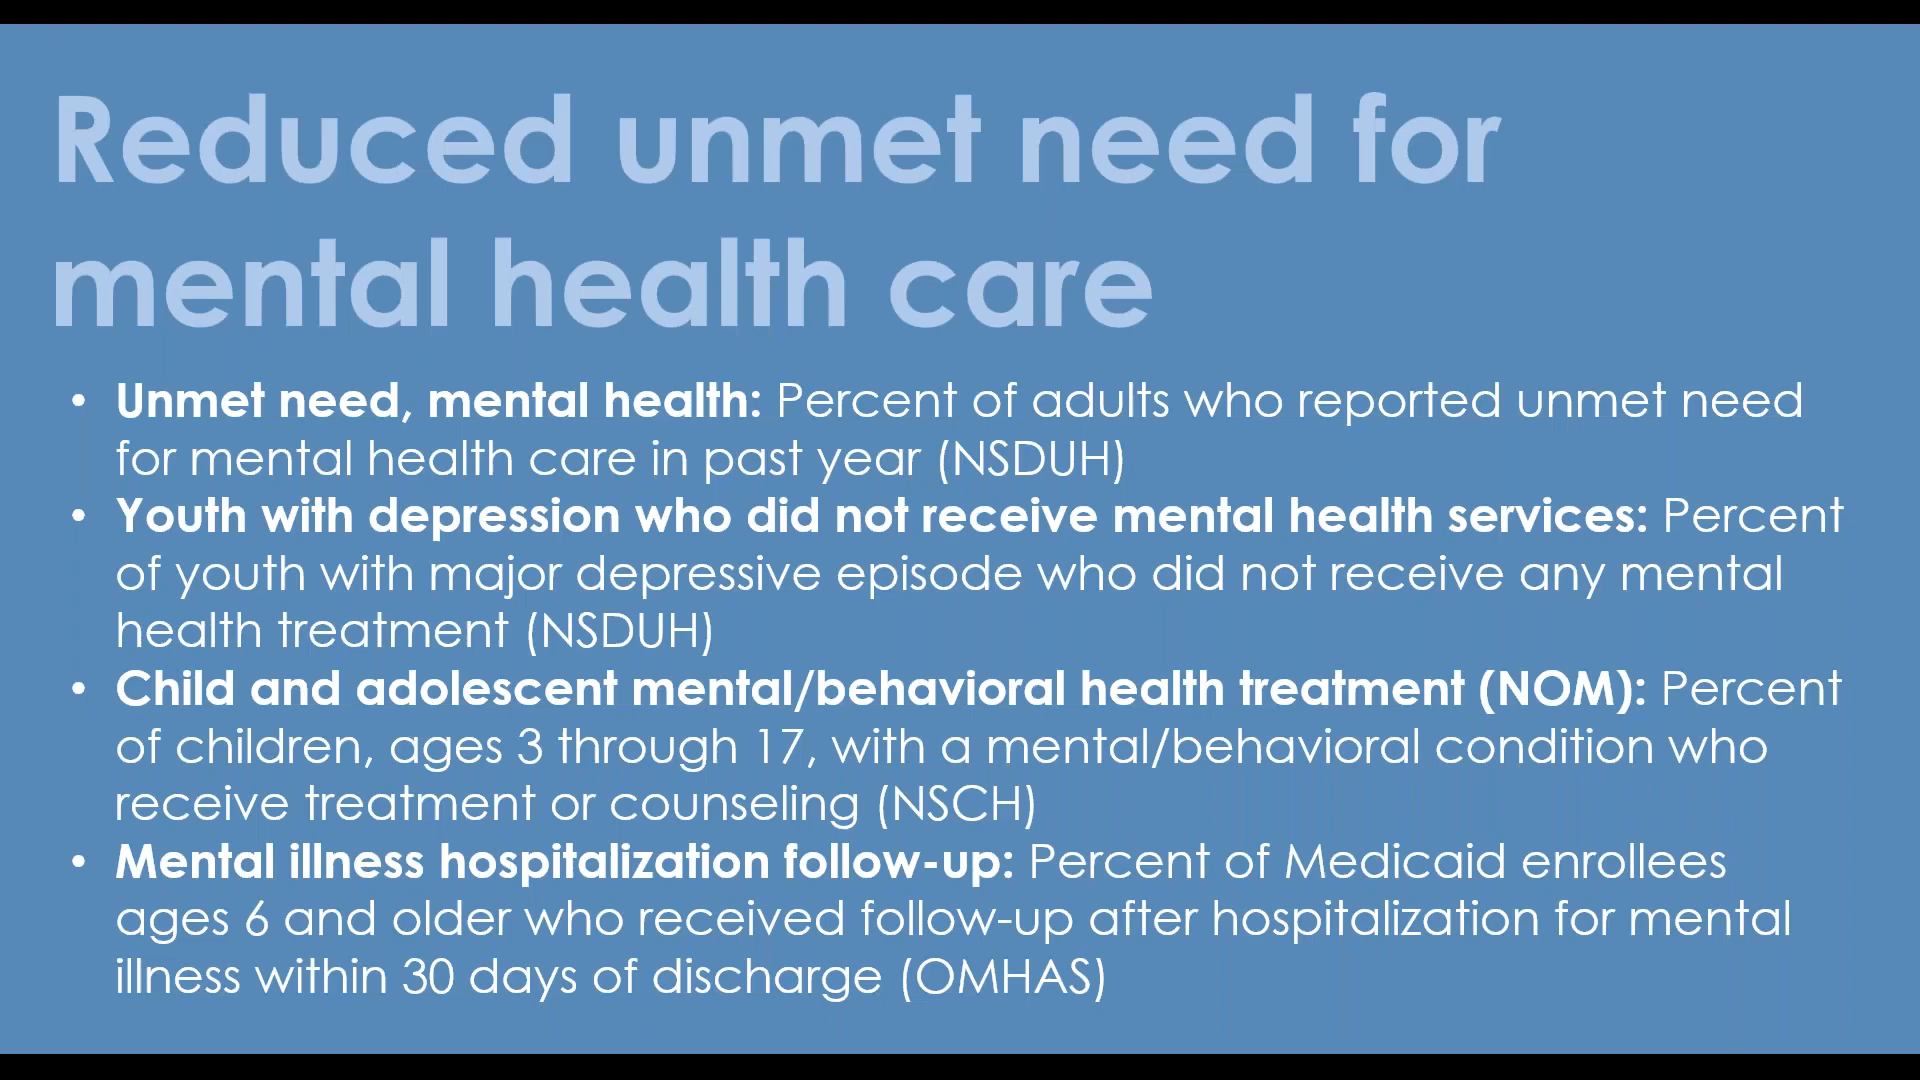 Reduced unmet need for
mental health care
• Unmet need, mental health: Percent of adults who reported unmet need
for mental health care in past year (NSDUH)
• Youth with depression who did not receive mental health services: Percent
of youth with major depressive episode who did not receive any mental
health treatment (NSDUH)
• Child and adolescent mental/behavioral health treatment (NOM): Percent
of children, ages 3 through 17, with a mental/behavioral condition who
receive treatment or counseling (NSCH)
• Mental illness hospitalization follow-up: Percent of Medicaid enrollees
ages 6 and older who received follow-up after hospitalization for mental
illness within 30 days of discharge (OMHAS)